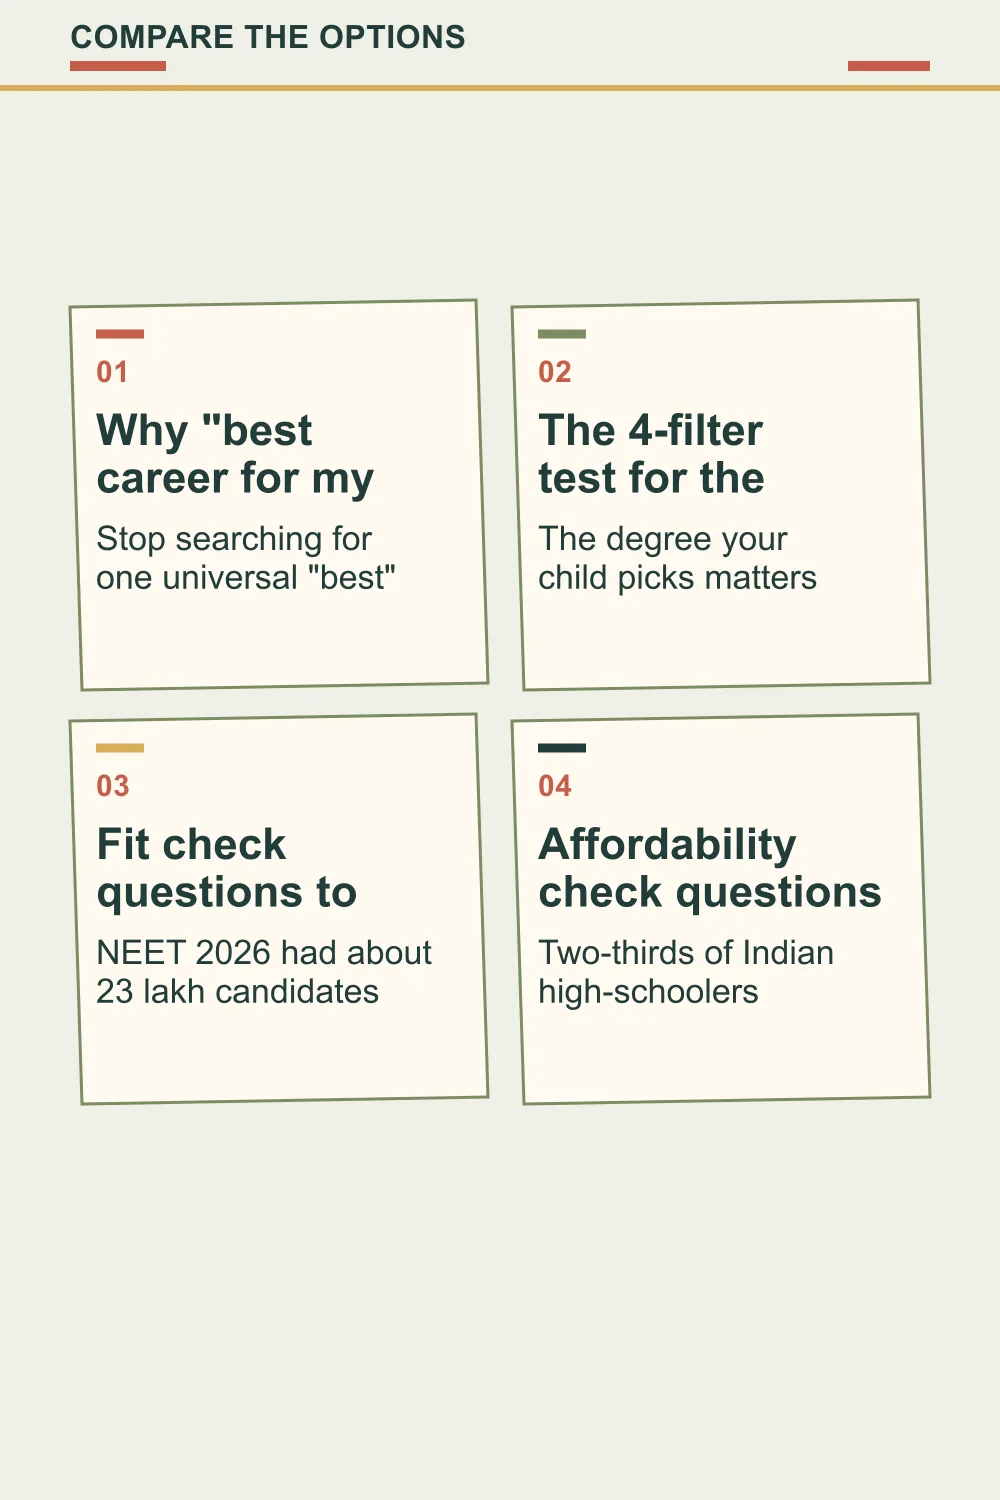 COMPARE THE OPTIONS
01
Why "best
career for my
Stop searching for
one universal "best"
02
The 4-filter
test for the
The degree your
child picks matters
03
Fit check
questions to
NEET 2026 had about
23 lakh candidates
04
Affordability
check questions
Two-thirds of Indian
high-schoolers